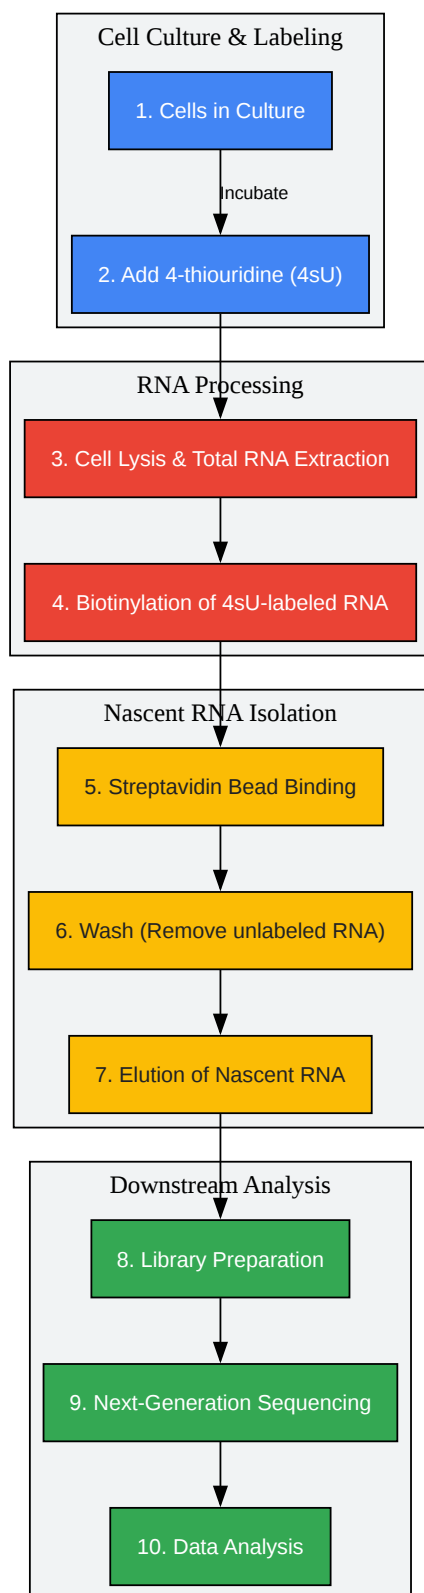 Cell Culture & Labeling
1. Cells in Culture
Incubate
2. Add 4-thiouridine (4sU)
RNA Processing
3. Cell Lysis & Total RNA Extraction
4. Biotinylation of 4sU-labeled RNA
Nascent RNA Isolation
5. Streptavidin Bead Binding
6. Wash (Remove unlabeled RNA)
7. Elution of Nascent RNA
Downstream Analysis
8. Library Preparation
9. Next-Generation Sequencing
10. Data Analysis